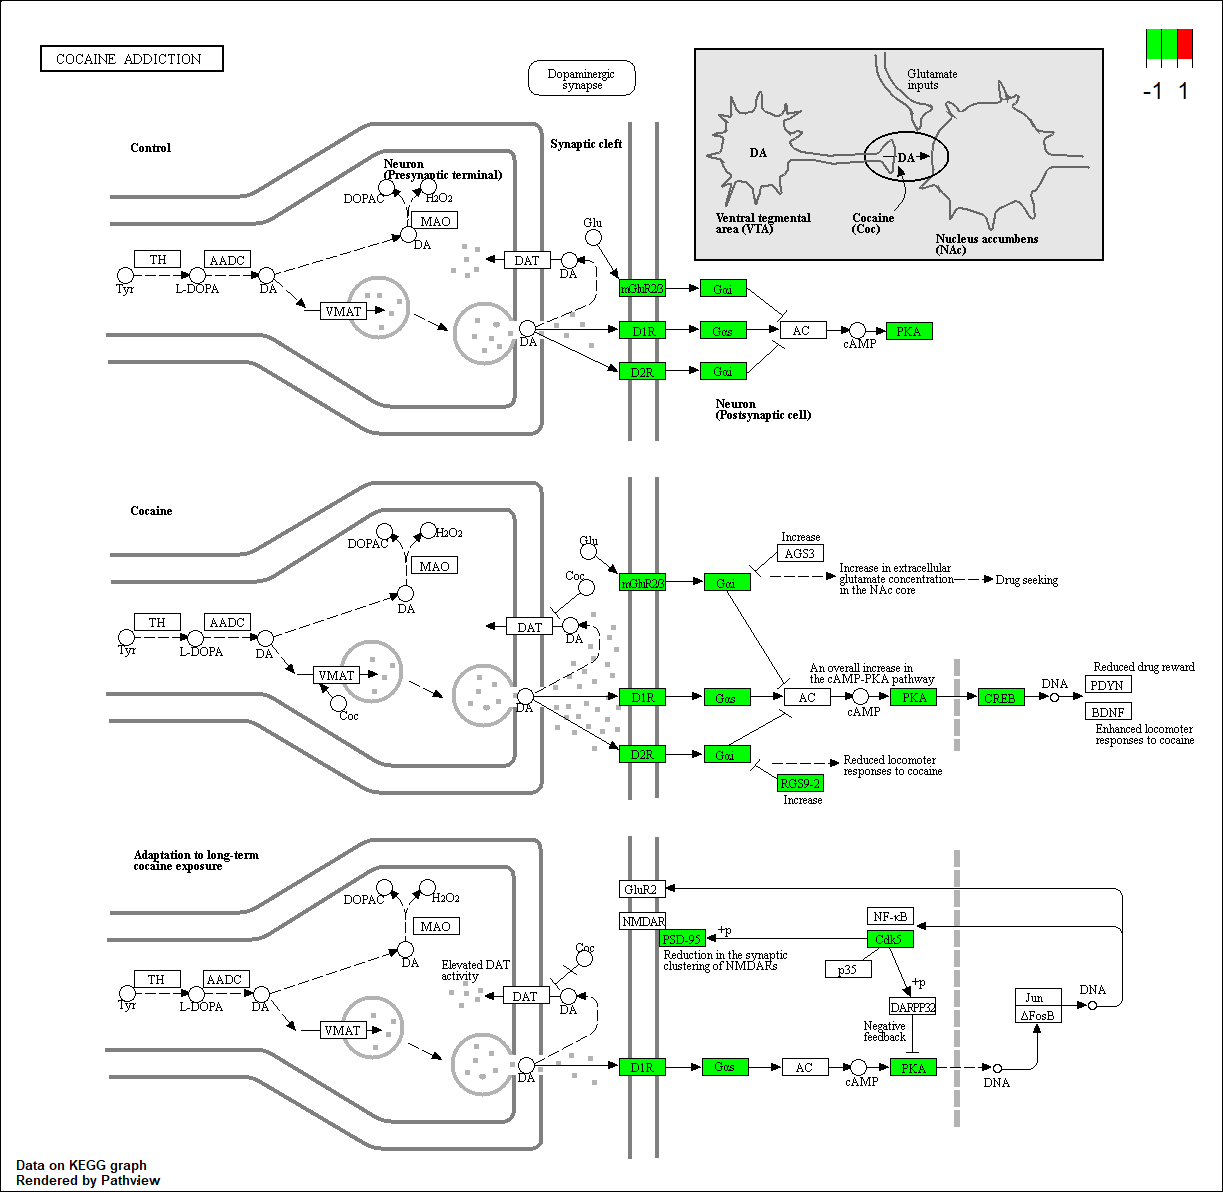 COCAINE ADDICTION
Dopaminergic
synapse
-1 1
Glutamate
inputs
DA
DA
Ventral tegmental
area (VTA)
Cocaine
(Coc)
Nucleus accumbens
(NAc)
Control
Synaptic cleft
Neuron
(Presynaptic terminal)
DOPAC
H2O2
MAO
DA
Glu
TH
AADC
DAT
DA
Tyr
L-DOPA
DA
VMAT
DA
mGluR2/3
Gαi
D1R
Gαs
AC
cAMP
PKA
D2R
Gαi
Neuron
(Postsynaptic cell)
Cocaine
DOPAC
H2O2
MAO
DA
Glu
Coc
TH
AADC
DAT
DA
Tyr
L-DOPA
DA
VMAT
Coc
DA
mGluR2/3
Gαi
Increase
AGS3
Increase in extracellular
glutamate concentration
in the NAc core
Drug seeking
An overall increase in
the cAMP-PKA pathway
D1R
Gαs
AC
cAMP
PKA
CREB
DNA
Reduced drug reward
PDYN
BDNF
Enhanced locomoter
responses to cocaine
D2R
Gαi
Reduced locomoter
responses to cocaine
RGS9-2
Increase
Adaptation to long-term
cocaine exposure
DOPAC
H2O2
MAO
DA
Elevated DAT
activity
Coc
TH
AADC
DAT
DA
Tyr
L-DOPA
DA
VMAT
DA
GluR2
NMDAR
PSD-95
+p
Reduction in the synaptic
clustering of NMDARs
NF-κB
Cdk5
p35
+p
DARPP32
Negative
feedback
D1R
Gαs
AC
cAMP
PKA
DNA
Jun
ΔFosB
DNA
Data on KEGG graph
Rendered by Pathview